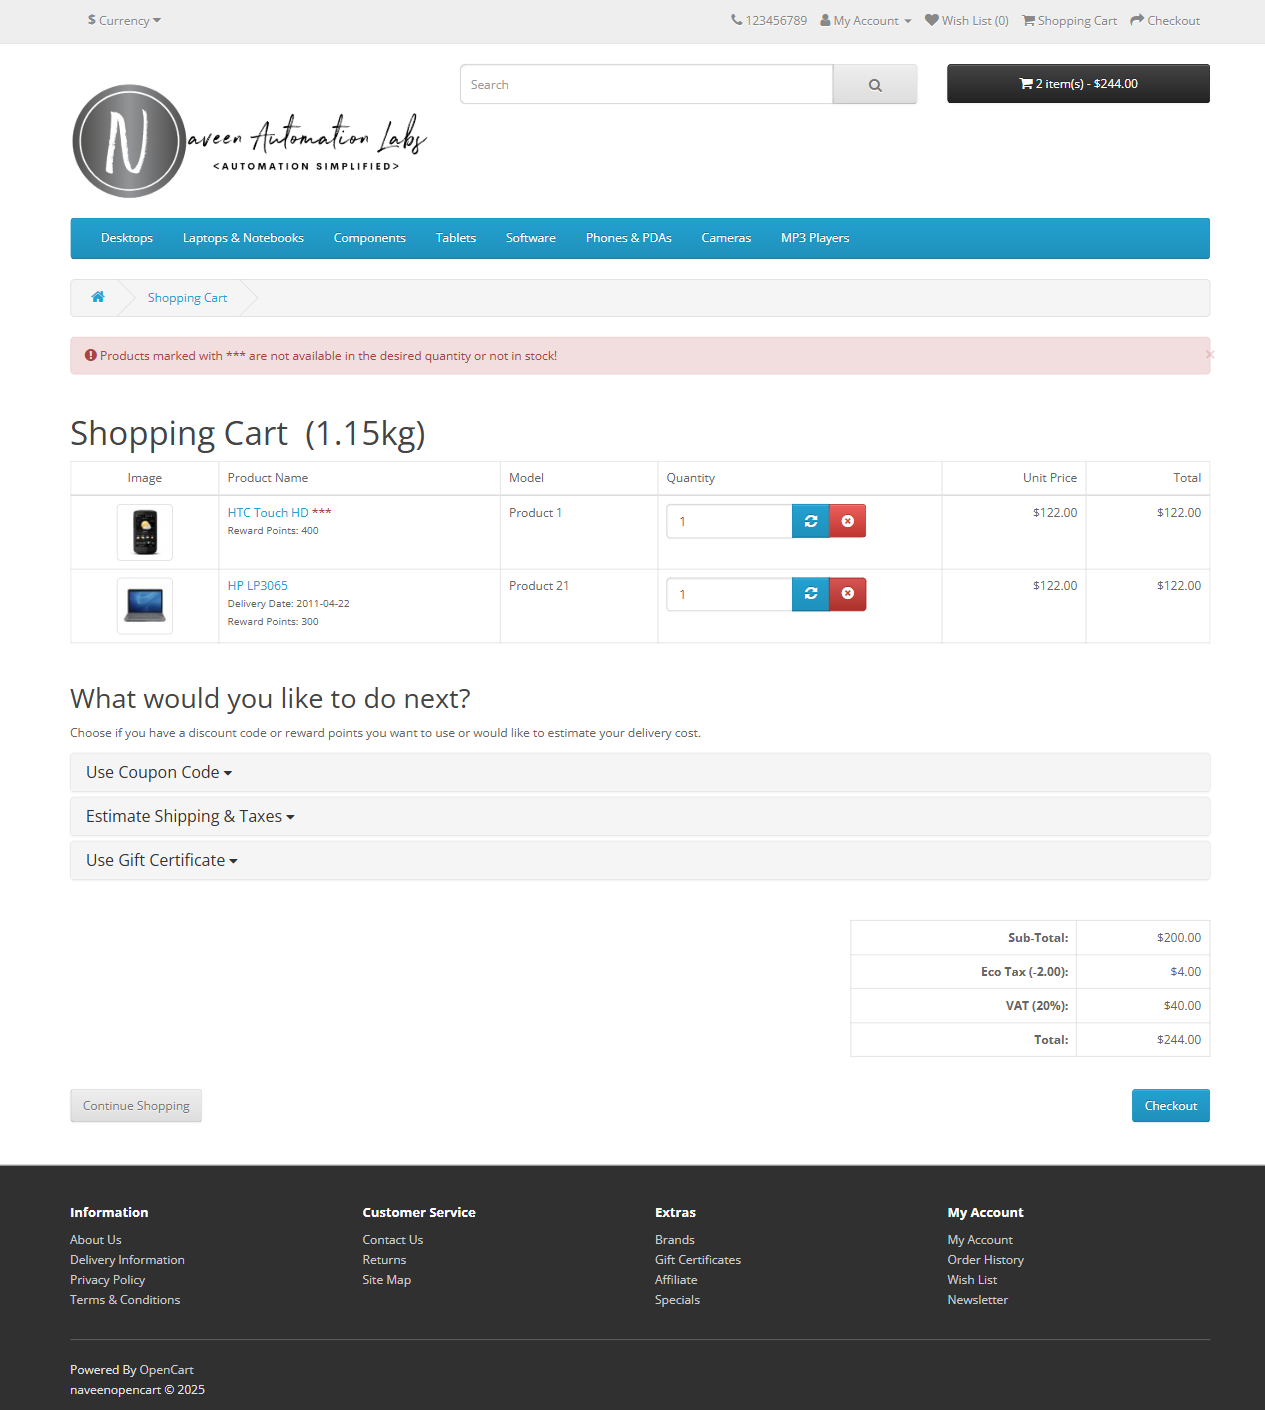 $ Currency
123456789 My Account Wish List (0) Shopping Cart Checkout
Search
2 item(s) - $244.00
N
aveen Automation Labs
<AUTOMATION SIMPLIFIED>
Desktops Laptops & Notebooks Components Tablets Software Phones & PDAs Cameras MP3 Players
Shopping Cart
Products marked with *** are not available in the desired quantity or not in stock!
×
Shopping Cart (1.15kg)
Image Product Name Model Quantity Unit Price Total
HTC Touch HD *** Product 1 1 $122.00 $122.00
Reward Points: 400
HP LP3065 Product 21 1 $122.00 $122.00
Delivery Date: 2011-04-22
Reward Points: 300
What would you like to do next?
Choose if you have a discount code or reward points you want to use or would like to estimate your delivery cost.
Use Coupon Code
Estimate Shipping & Taxes
Use Gift Certificate
Sub-Total: $200.00
Eco Tax (-2.00): $4.00
VAT (20%): $40.00
Total: $244.00
Continue Shopping Checkout
Information
About Us
Delivery Information
Privacy Policy
Terms & Conditions
Customer Service
Contact Us
Returns
Site Map
Extras
Brands
Gift Certificates
Affiliate
Specials
My Account
My Account
Order History
Wish List
Newsletter
Powered By OpenCart
naveenopencart © 2025